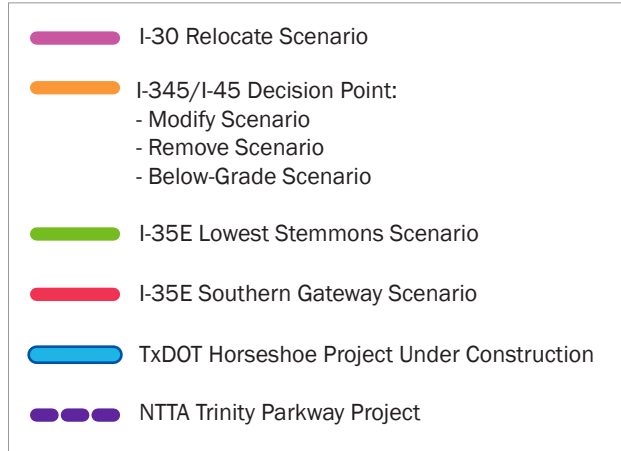 I-30 Relocate Scenario
I-345/I-45 Decision Point:
- Modify Scenario
- Remove Scenario
- Below-Grade Scenario
I-35E Lowest Stemmons Scenario
I-35E Southern Gateway Scenario
TxDOT Horseshoe Project Under Construction
NTTA Trinity Parkway Project